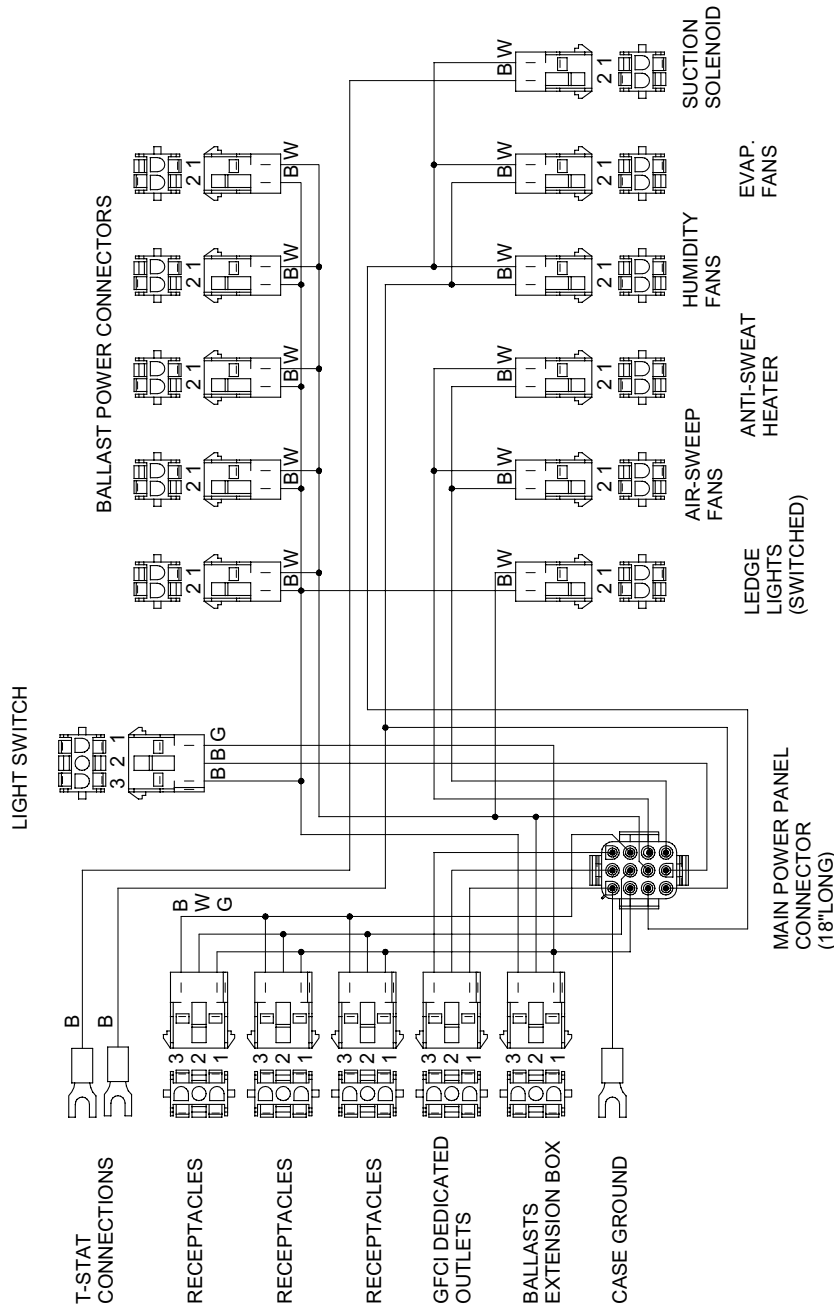 LIGHT SWITCH
3 2 1
B B G
BALLAST POWER CONNECTORS
2 1
B W
2 1
B W
2 1
B W
2 1
B W
2 1
B W
T-STAT
CONNECTIONS
B
B
RECEPTACLES
3
2
1
B
W
G
RECEPTACLES
3
2
1
RECEPTACLES
3
2
1
GFCI DEDICATED
OUTLETS
3
2
1
BALLASTS
EXTENSION BOX
3
2
1
CASE GROUND
MAIN POWER PANEL
CONNECTOR
(18"LONG)
B W
2 1
LEDGE
LIGHTS
(SWITCHED)
B W
2 1
AIR-SWEEP
FANS
B W
2 1
ANTI-SWEAT
HEATER
B W
2 1
HUMIDITY
FANS
B W
2 1
EVAP.
FANS
B W
2 1
SUCTION
SOLENOID